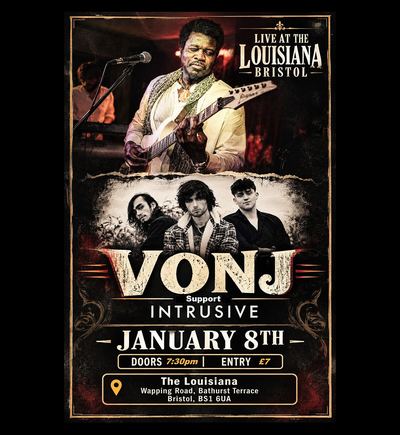 LIVE AT THE
LOUISIANA
BRISTOL
VONJ
Support
INTRUSIVE
JANUARY 8TH
DOORS 7:30pm | ENTRY £7
The Louisiana
Wapping Road, Bathurst Terrace
Bristol, BS1 6UA